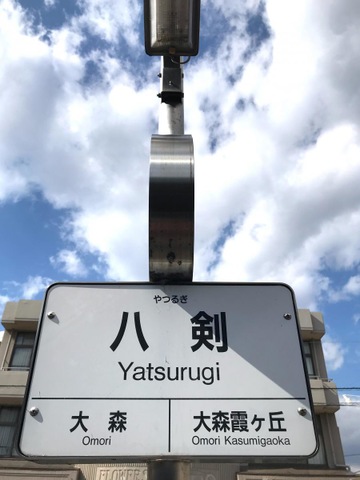 やつるぎ
八剣
Yatsurugi
大森
Omori
大森霞ヶ丘
Omori Kasumigaoka